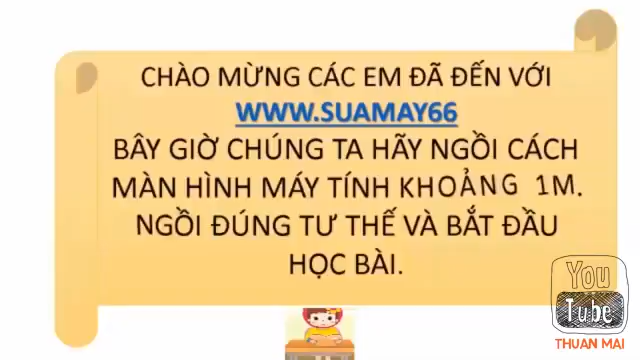 CHÀO MỪNG CÁC EM ĐÃ ĐẾN VỚI
WWW.SUAMAY66
BÂY GIỜ CHÚNG TA HÃY NGỒI CÁCH
MÀN HÌNH MÁY TÍNH KHOẢNG 1M.
NGỒI ĐÚNG TƯ THẾ VÀ BẮT ĐẦU
HỌC BÀI.
You
Tube
THUAN MAI